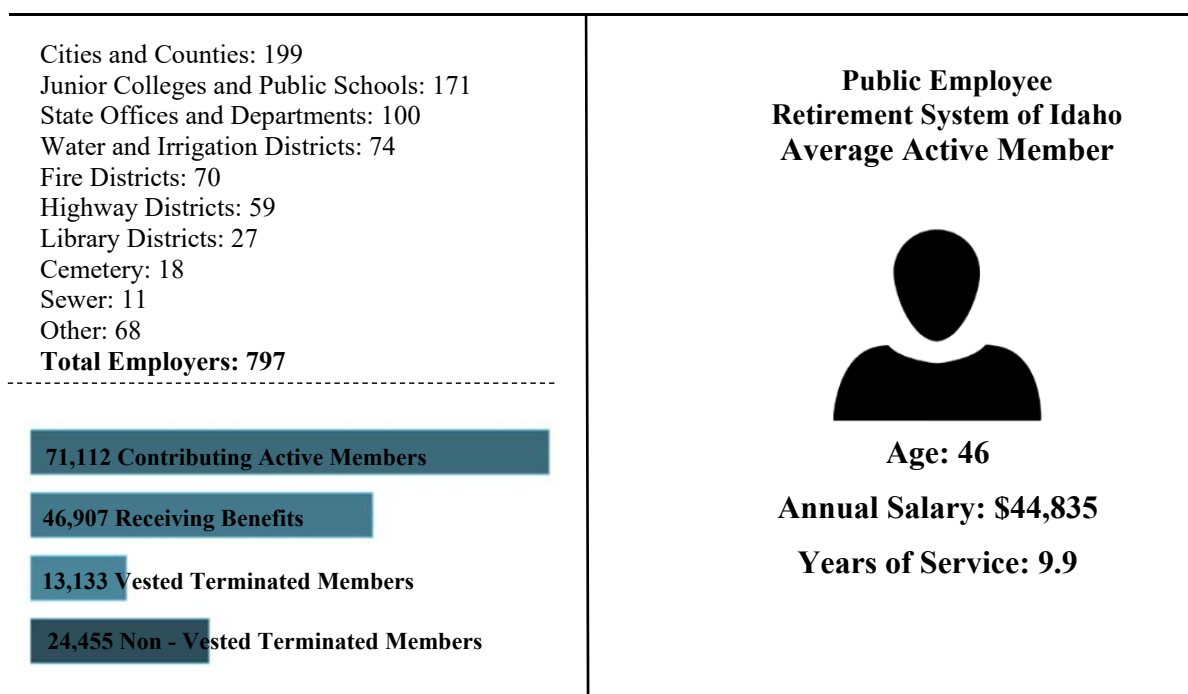 Cities and Counties: 199
Junior Colleges and Public Schools: 171
State Offices and Departments: 100
Water and Irrigation Districts: 74
Fire Districts: 70
Highway Districts: 59
Library Districts: 27
Cemetery: 18
Sewer: 11
Other: 68
Total Employers: 797
71,112 Contributing Active Members
46,907 Receiving Benefits
13,133 Vested Terminated Members
24,455 Non - Vested Terminated Members
Public Employee
Retirement System of Idaho
Average Active Member
Age: 46
Annual Salary: $44,835
Years of Service: 9.9